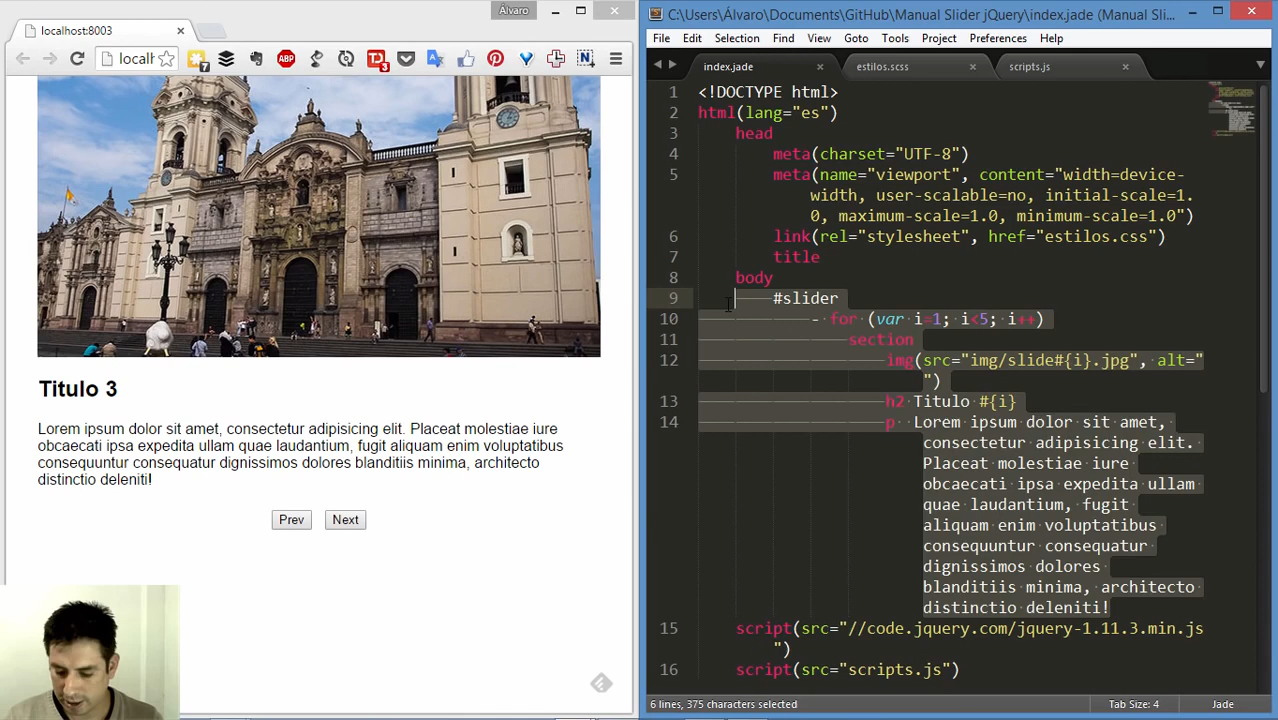 Álvaro
localhost:8003
localh
7
ABP
3
Titulo 3
Lorem ipsum dolor sit amet, consectetur adipisicing elit. Placeat molestiae iure
obcaecati ipsa expedita ullam quae laudantium, fugit aliquam enim voluptatibus
consequuntur consequatur dignissimos dolores blanditiis minima, architecto
distinctio deleniti!
Prev Next
C:\Users\Álvaro\Documents\GitHub\Manual Slider jQuery\index.jade (Manual Sli...
File Edit Selection Find View Goto Tools Project Preferences Help
index.jade estilos.scss scripts.js
1 <!DOCTYPE html>
2 html(lang="es")
3 head
4 meta(charset="UTF-8")
5 meta(name="viewport", content="width=device-
width, user-scalable=no, initial-scale=1.
0, maximum-scale=1.0, minimum-scale=1.0")
6 link(rel="stylesheet", href="estilos.css")
7 title
8 body
9 #slider
10 - for (var i=1; i<5; i++)
11 section
12 img(src="img/slide#{i}.jpg", alt="
")
13 h2 Titulo #{i}
14 p Lorem ipsum dolor sit amet,
consectetur adipisicing elit.
Placeat molestiae iure
obcaecati ipsa expedita ullam
quae laudantium, fugit
aliquam enim voluptatibus
consequuntur consequatur
dignissimos dolores
blanditiis minima, architecto
distinctio deleniti!
15 script(src="//code.jquery.com/jquery-1.11.3.min.js
")
16 script(src="scripts.js")
6 lines, 375 characters selected Tab Size: 4 Jade